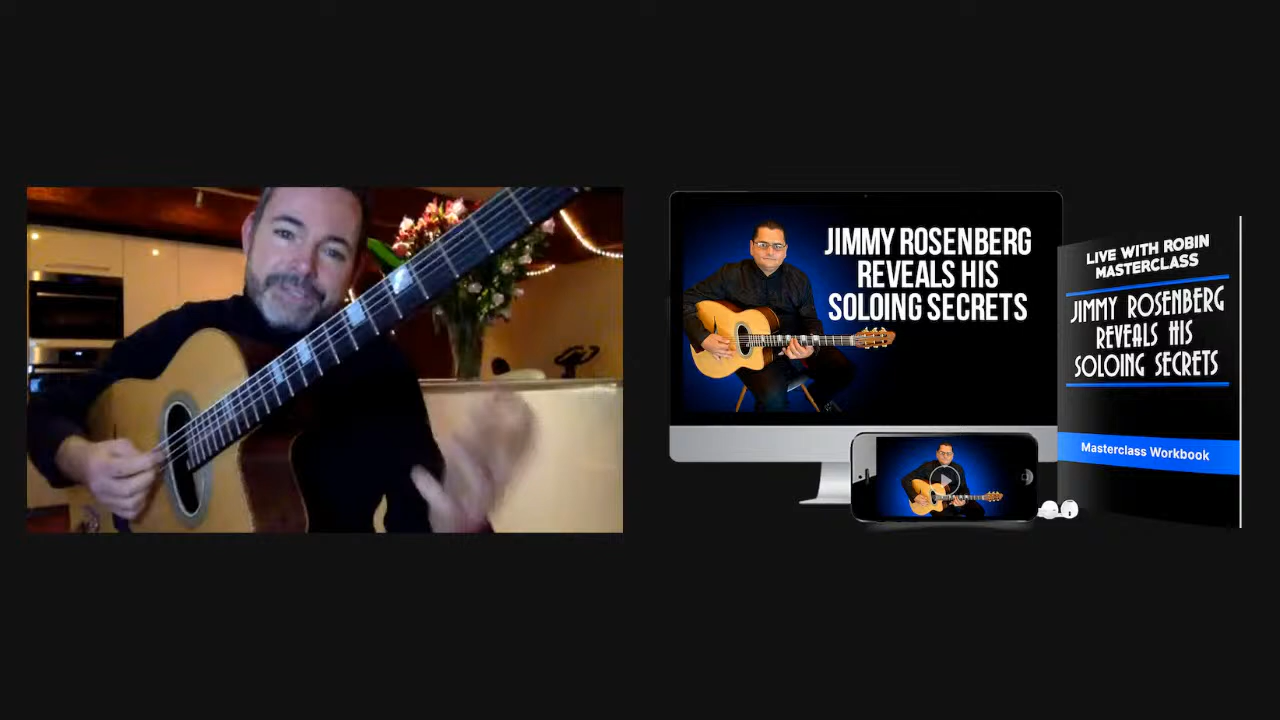 JIMMY ROSENBERG
REVEALS HIS
SOLOING SECRETS
LIVE WITH ROBIN
MASTERCLASS
JIMMY ROSENBERG
REVEALS HIS
SOLOING SECRETS
Masterclass Workbook